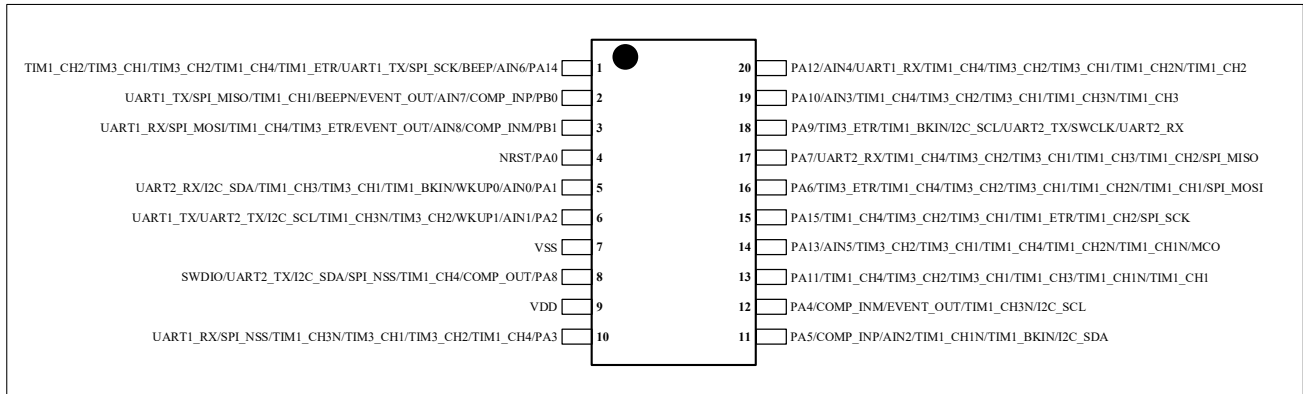 TIM1_CH2/TIM3_CH1/TIM3_CH2/TIM1_CH4/TIM1_ETR/UART1_TX/SPI_SCK/BEEP/AIN6/PA14 1 20 PA12/AIN4/UART1_RX/TIM1_CH4/TIM3_CH2/TIM3_CH1/TIM1_CH2N/TIM1_CH2
UART1_TX/SPI_MISO/TIM1_CH1/BEEPN/EVENT_OUT/AIN7/COMP_INP/PB0 2 19 PA10/AIN3/TIM1_CH4/TIM3_CH2/TIM3_CH1/TIM1_CH3N/TIM1_CH3
UART1_RX/SPI_MOSI/TIM1_CH4/TIM3_ETR/EVENT_OUT/AIN8/COMP_INM/PB1 3 18 PA9/TIM3_ETR/TIM1_BKIN/I2C_SCL/UART2_TX/SWCLK/UART2_RX
NRST/PA0 4 17 PA7/UART2_RX/TIM1_CH4/TIM3_CH2/TIM3_CH1/TIM1_CH3/TIM1_CH2/SPI_MISO
UART2_RX/I2C_SDA/TIM1_CH3/TIM3_CH1/TIM1_BKIN/WKUP0/AIN0/PA1 5 16 PA6/TIM3_ETR/TIM1_CH4/TIM3_CH2/TIM3_CH1/TIM1_CH2N/TIM1_CH1/SPI_MOSI
UART1_TX/UART2_TX/I2C_SCL/TIM1_CH3N/TIM3_CH2/WKUP1/AIN1/PA2 6 15 PA15/TIM1_CH4/TIM3_CH2/TIM3_CH1/TIM1_ETR/TIM1_CH2/SPI_SCK
VSS 7 14 PA13/AIN5/TIM3_CH2/TIM3_CH1/TIM1_CH4/TIM1_CH2N/TIM1_CH1N/MCO
SWDIO/UART2_TX/I2C_SDA/SPI_NSS/TIM1_CH4/COMP_OUT/PA8 8 13 PA11/TIM1_CH4/TIM3_CH2/TIM3_CH1/TIM1_CH3/TIM1_CH1N/TIM1_CH1
VDD 9 12 PA4/COMP_INM/EVENT_OUT/TIM1_CH3N/I2C_SCL
UART1_RX/SPI_NSS/TIM1_CH3N/TIM3_CH1/TIM3_CH2/TIM1_CH4/PA3 10 11 PA5/COMP_INP/AIN2/TIM1_CH1N/TIM1_BKIN/I2C_SDA